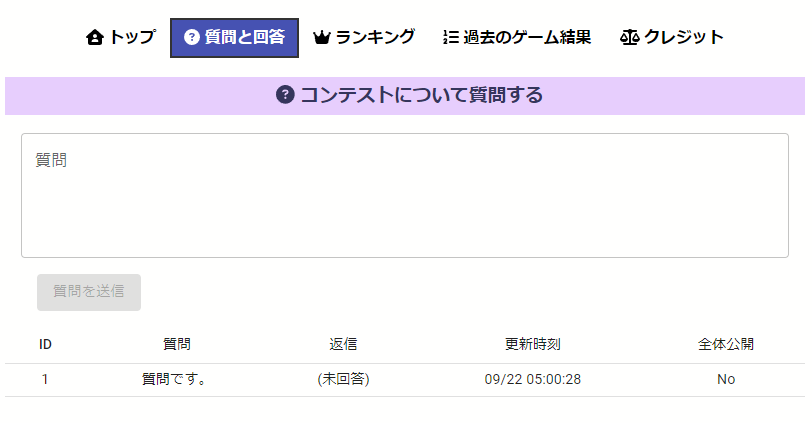 トップ 質問と回答 ランキング 過去のゲーム結果 クレジット
コンテストについて質問する
質問
質問を送信
ID 質問 返信 更新時刻 全体公開
1 質問です。 (未回答) 09/22 05:00:28 No